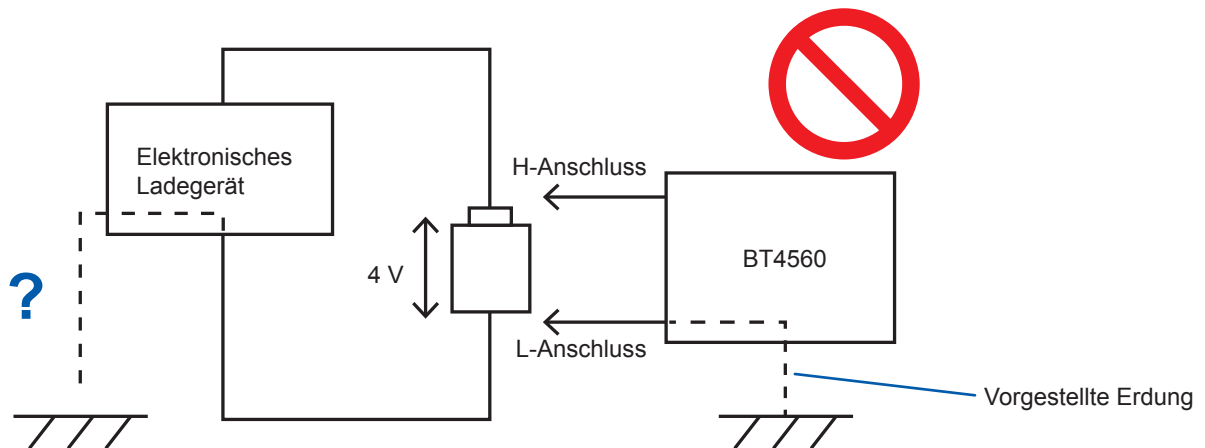 Elektronisches
Ladegerät
H-Anschluss
BT4560
?
4 V
L-Anschluss
Vorgestellte Erdung